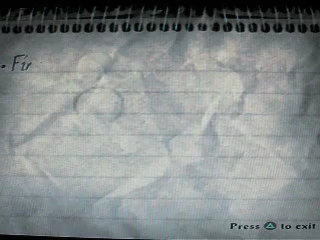 • Fir
Press △ to exit